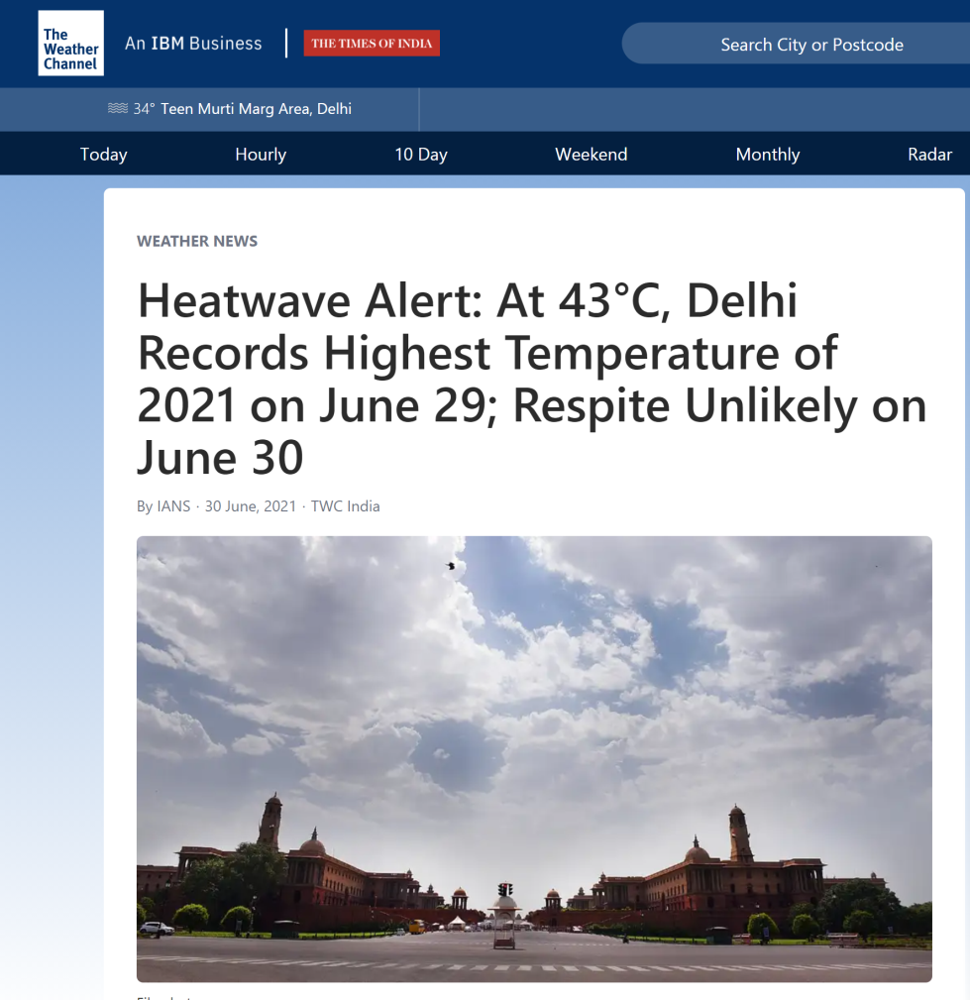 The
Weather
Channel
An IBM Business
THE TIMES OF INDIA
Search City or Postcode
34° Teen Murti Marg Area, Delhi
Today Hourly 10 Day Weekend Monthly Radar
WEATHER NEWS
Heatwave Alert: At 43°C, Delhi
Records Highest Temperature of
2021 on June 29; Respite Unlikely on
June 30
By IANS · 30 June, 2021 · TWC India